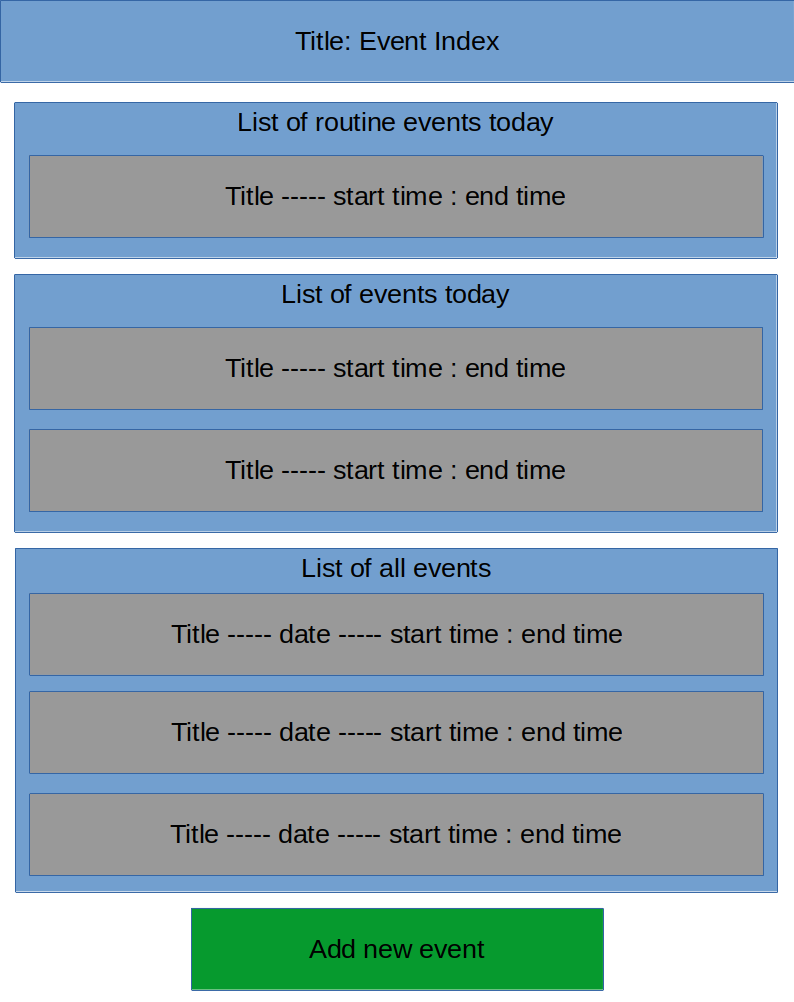 Title: Event Index
List of routine events today
Title ----- start time : end time
List of events today
Title ----- start time : end time
Title ----- start time : end time
List of all events
Title ----- date ----- start time : end time
Title ----- date ----- start time : end time
Title ----- date ----- start time : end time
Add new event